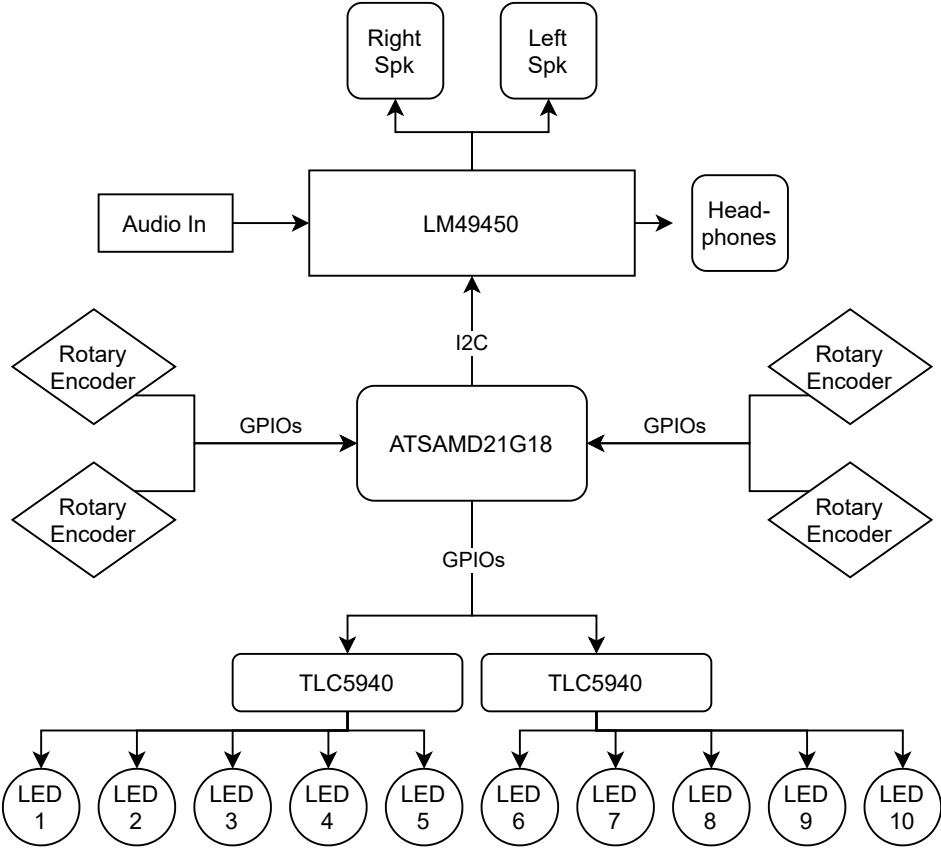 Right
Spk
Left
Spk
Audio In
LM49450
Head-
phones
I2C
Rotary
Encoder
Rotary
Encoder
GPIOs
ATSAMD21G18
GPIOs
Rotary
Encoder
Rotary
Encoder
GPIOs
TLC5940
TLC5940
LED
1
LED
2
LED
3
LED
4
LED
5
LED
6
LED
7
LED
8
LED
9
LED
10